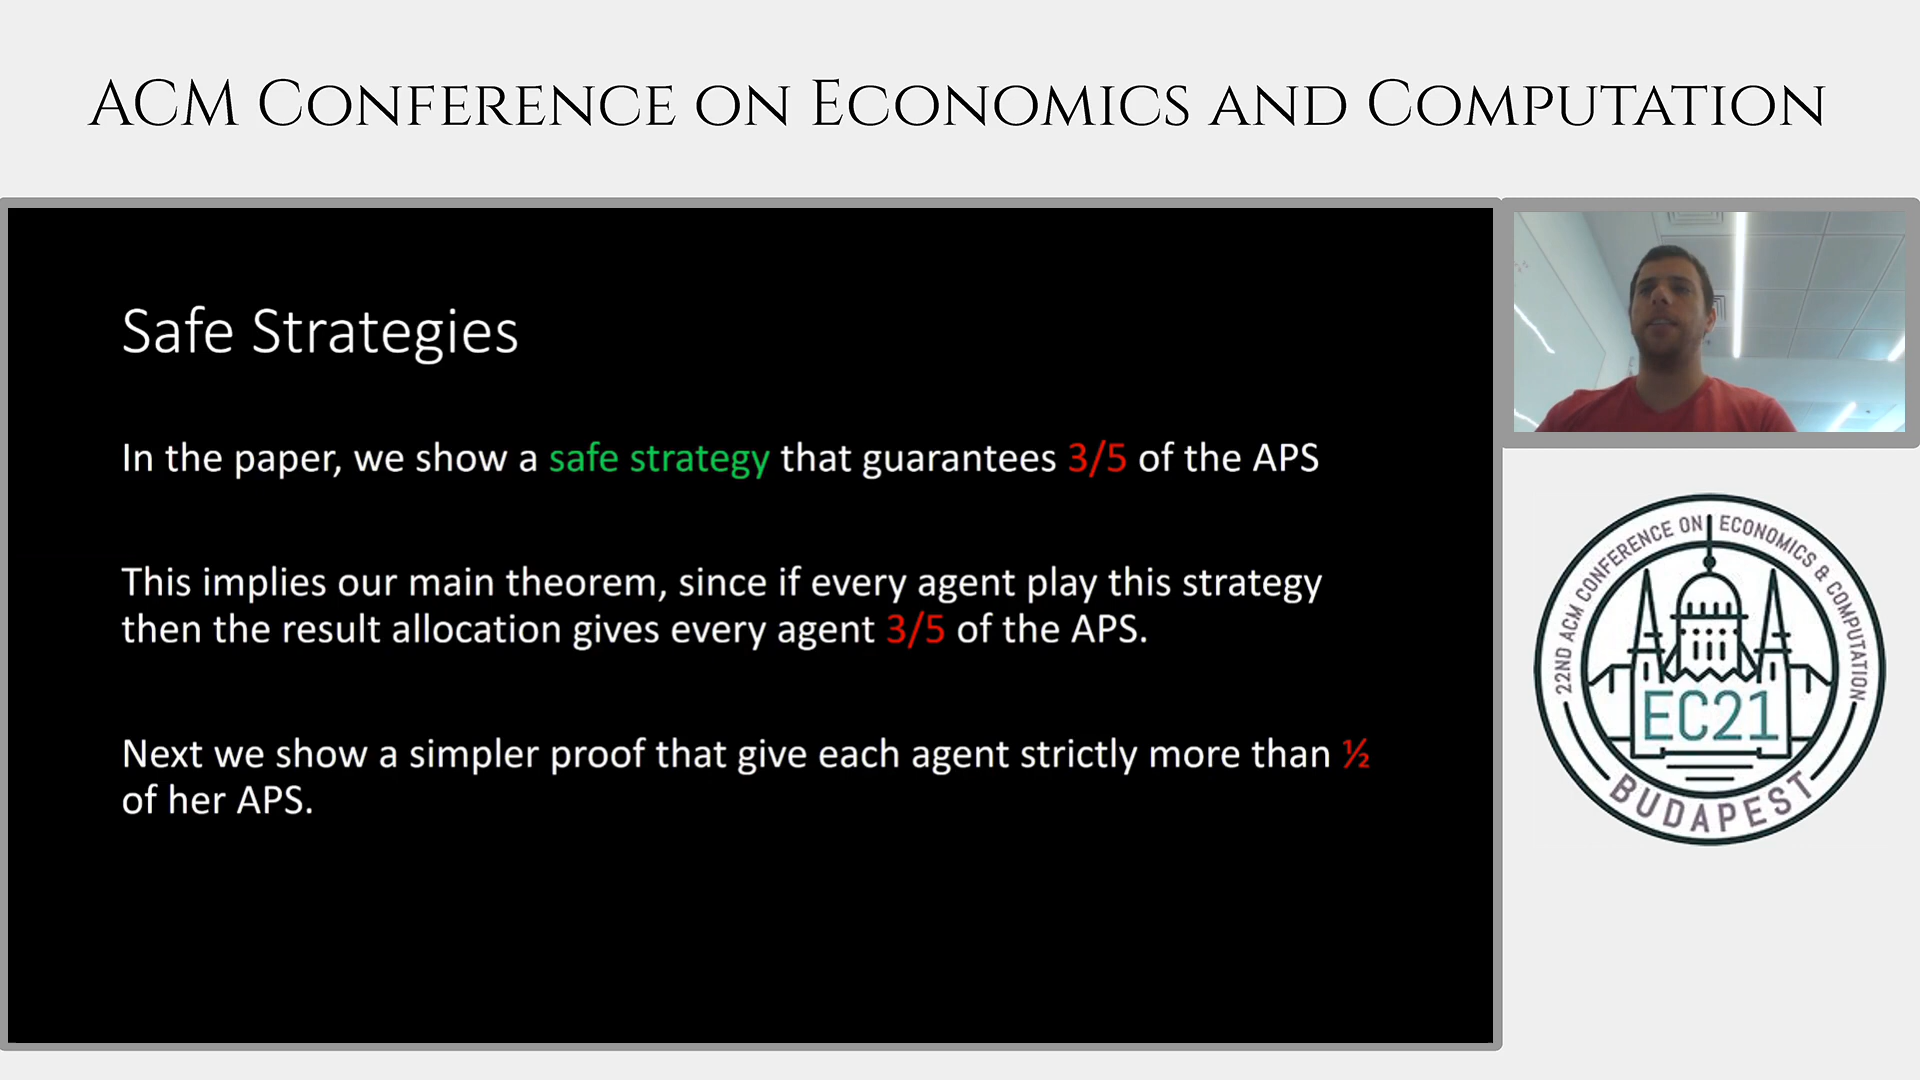 ACM Conference on Economics and Computation
Safe Strategies
In the paper, we show a safe strategy that guarantees 3/5 of the APS
This implies our main theorem, since if every agent play this strategy
then the result allocation gives every agent 3/5 of the APS.
Next we show a simpler proof that give each agent strictly more than ½
of her APS.
22ND ACM CONFERENCE ON ECONOMICS & COMPUTATION
EC21
BUDAPEST